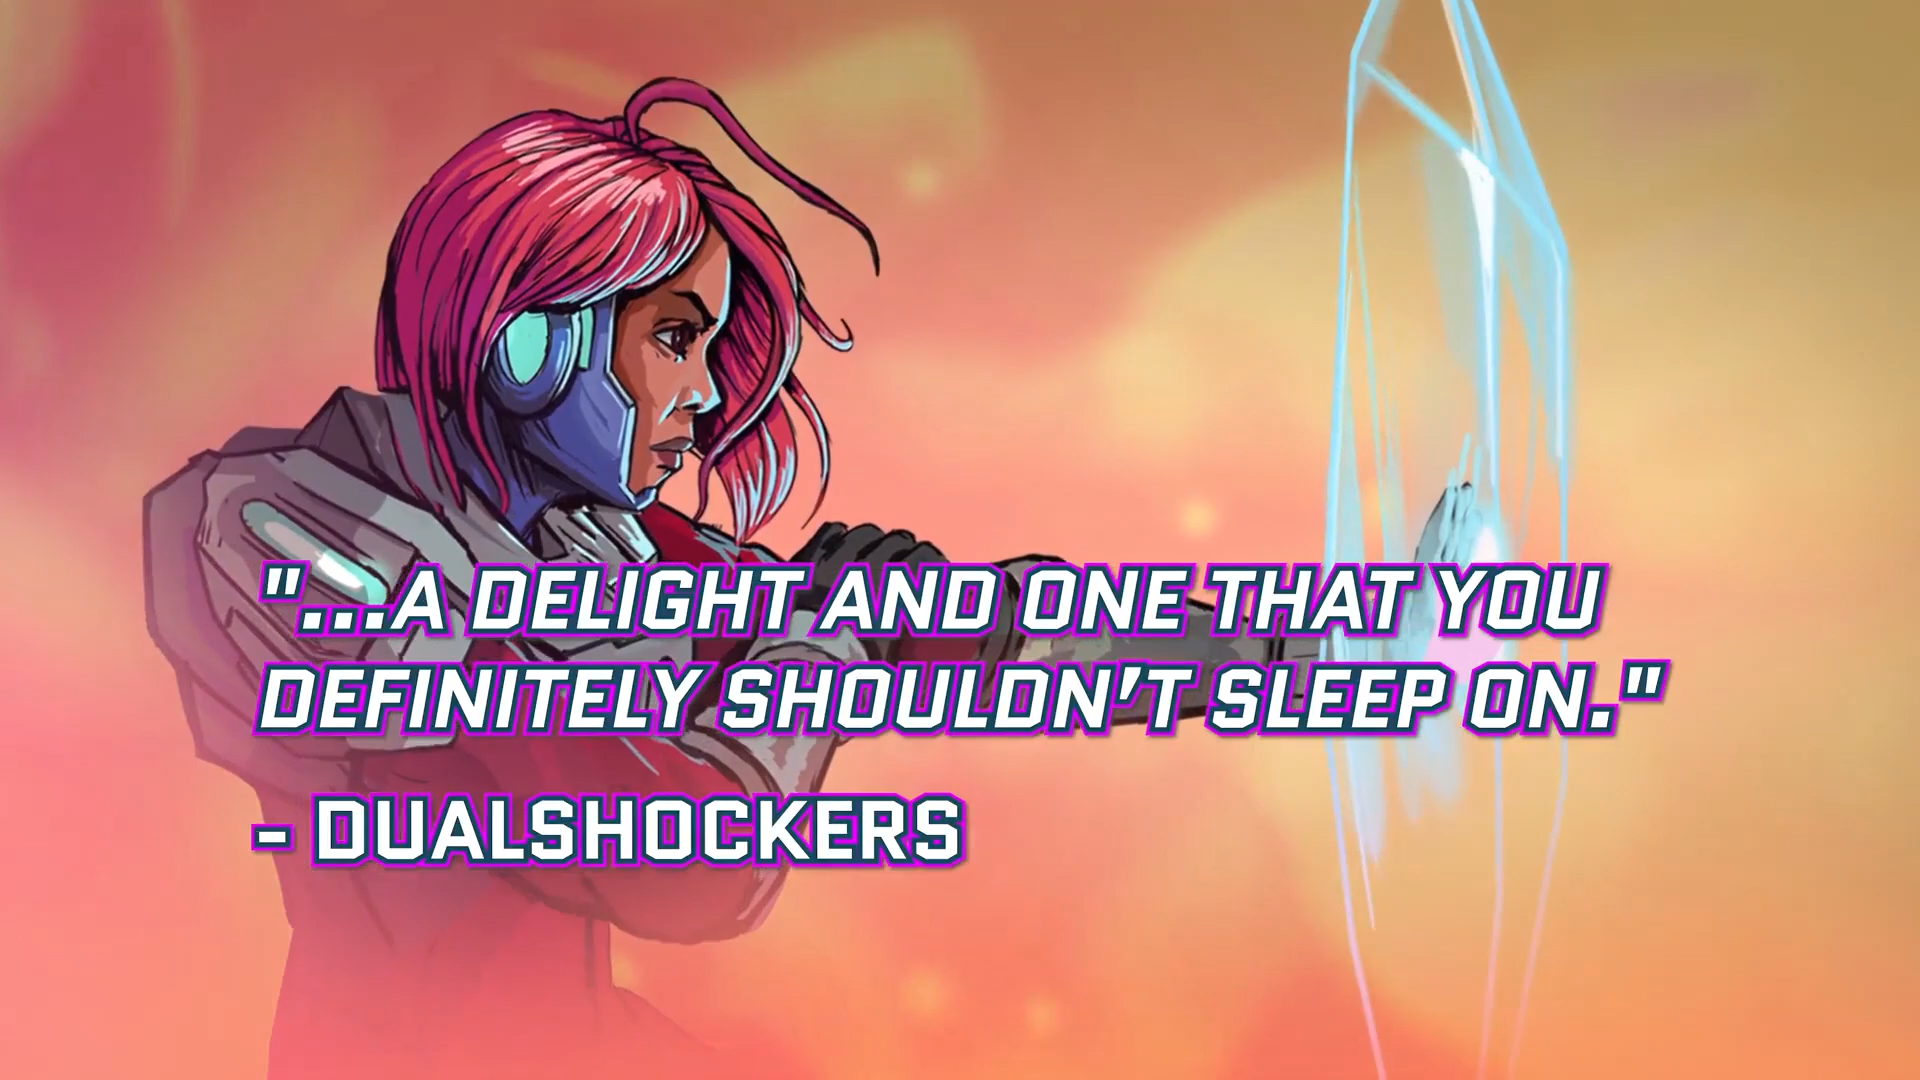 "...A DELIGHT AND ONE THAT YOU
DEFINITELY SHOULDN'T SLEEP ON."
- DUALSHOCKERS